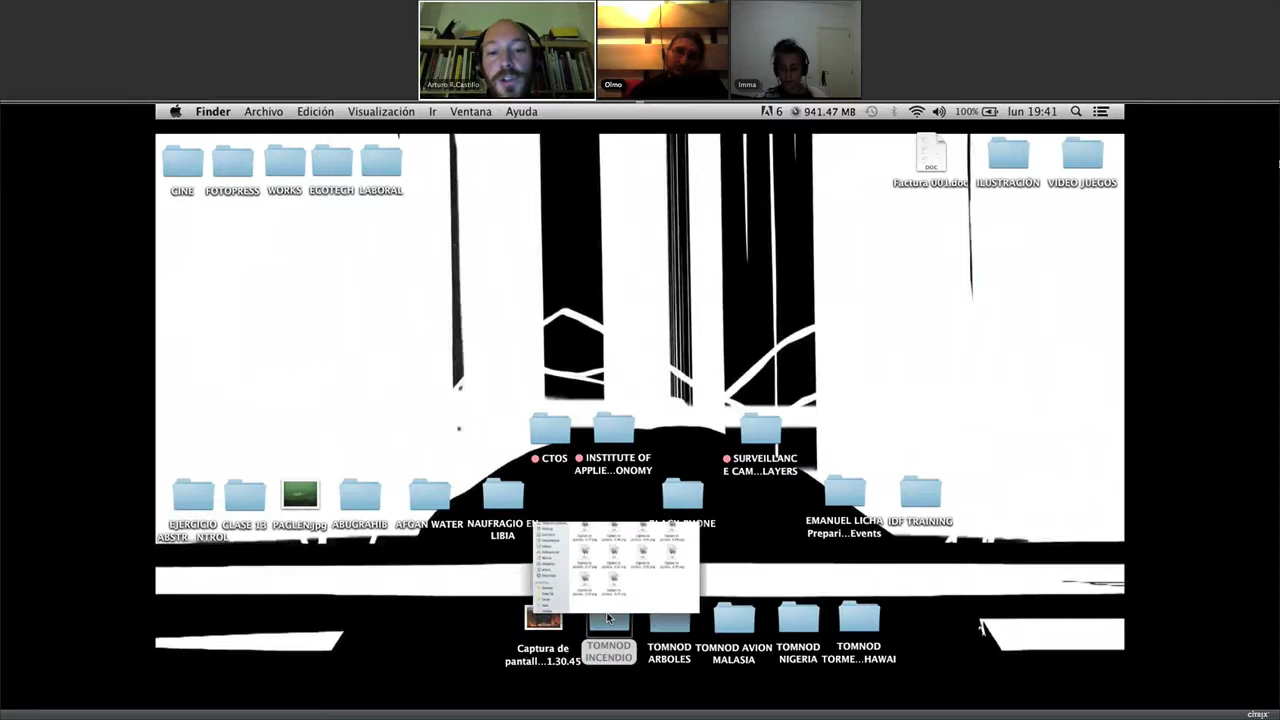 Arturo R.Castillo
Olmo
Imma
Finder Archivo Edición Visualización Ir Ventana Ayuda 6 941.47 MB 100% lun 19:41
CINE FOTOPRESS WORKS ECOTECH LABORAL
Factura 001.doc ILUSTRACIÓN VIDEO JUEGOS
DOC
CTOS
INSTITUTE OF
APPLIE...ONOMY
SURVEILLANC
E CAM...LAYERS
EJERCICIO
ABSTR...NTROL
CLASE 13
PAGLEN.jpg
ABUGRAHIB
AFGAN WATER
NAUFRAGIO E
LIBIA
PHONE
EMANUEL LICHA
Prepari...Events
IDF TRAINING
Captura de
pantall...1.30.45
TOMNOD
INCENDIO
TOMNOD
ARBOLES
TOMNOD AVION
MALASIA
TOMNOD
NIGERIA
TOMNOD
TORME...HAWAI
CITRIX